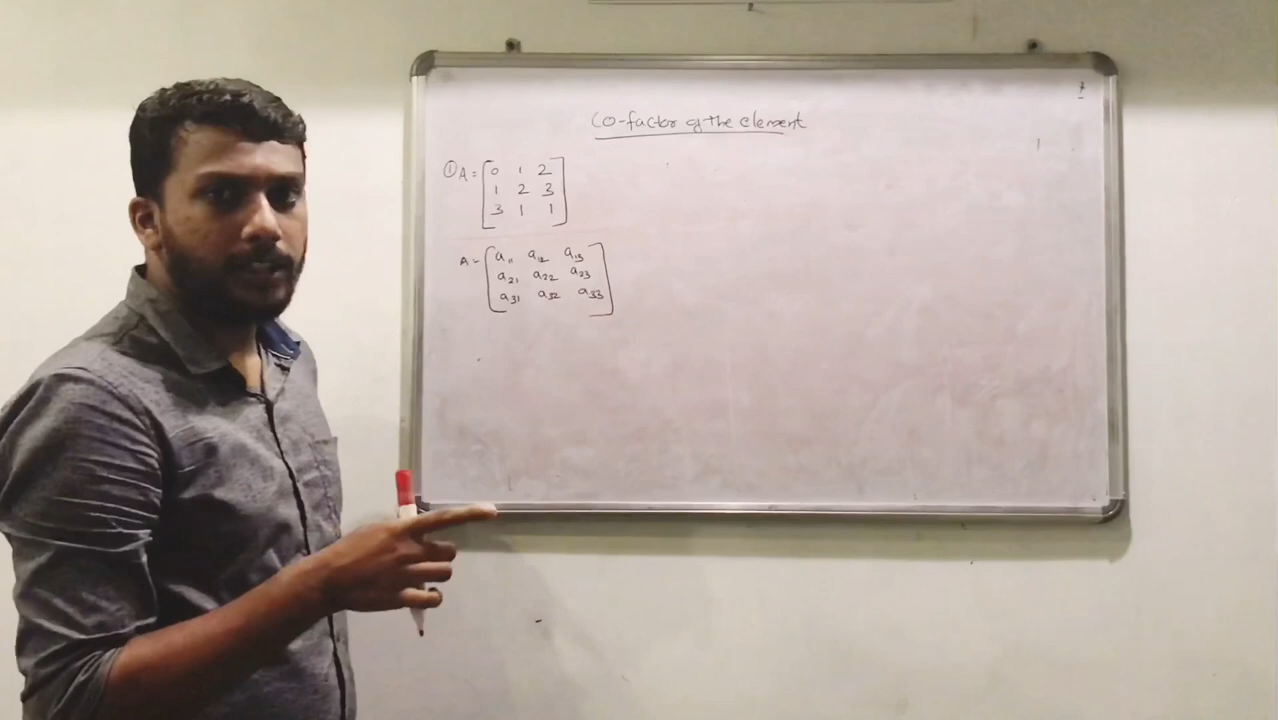 Co-factor of the element
① A = [0 1 2
1 2 3
3 1 1]
A = [a₁₁ a₁₂ a₁₃
a₂₁ a₂₂ a₂₃
a₃₁ a₃₂ a₃₃]